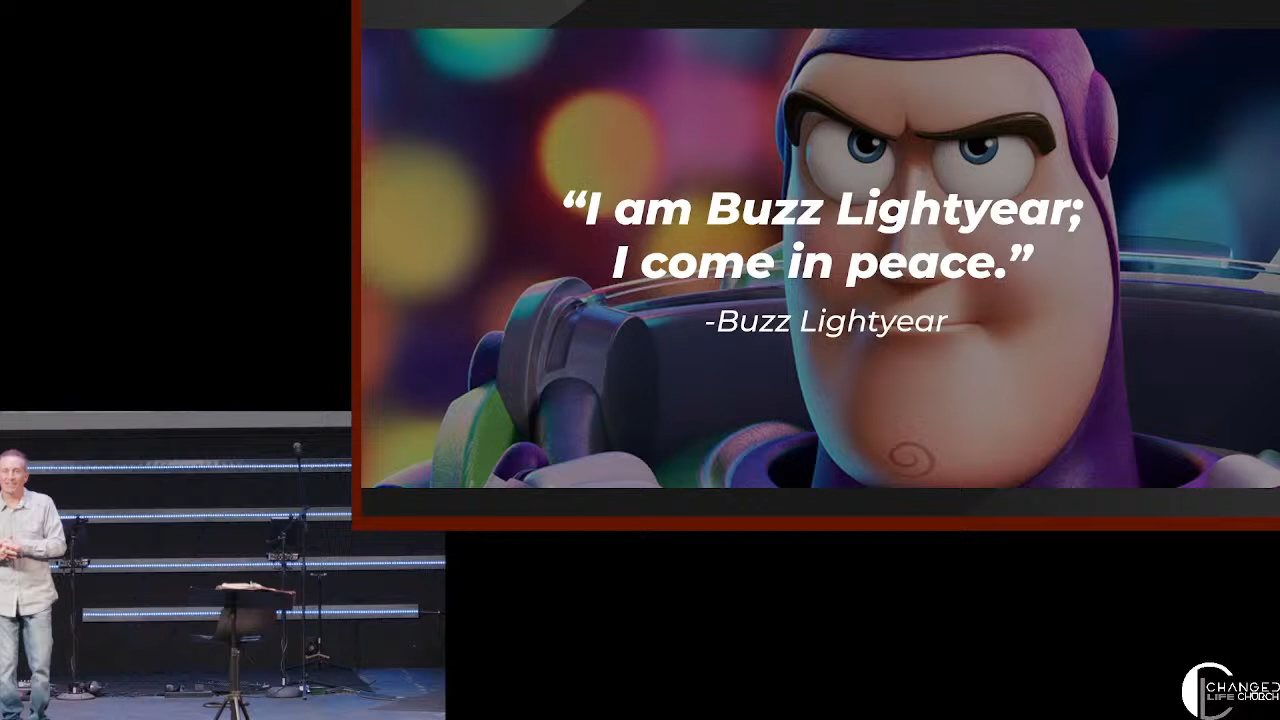 “I am Buzz Lightyear;
I come in peace.”
-Buzz Lightyear
CHANGED
LIFE CHURCH